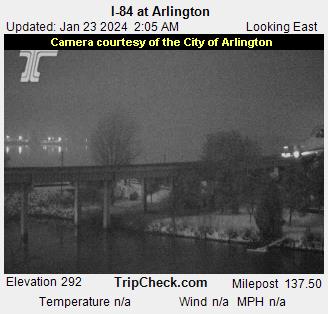 I-84 at Arlington
Updated: Jan 23 2024 2:05 AM Looking East
Camera courtesy of the City of Arlington
Elevation 292 TripCheck.com Milepost 137.50
Temperature n/a Wind n/a MPH n/a